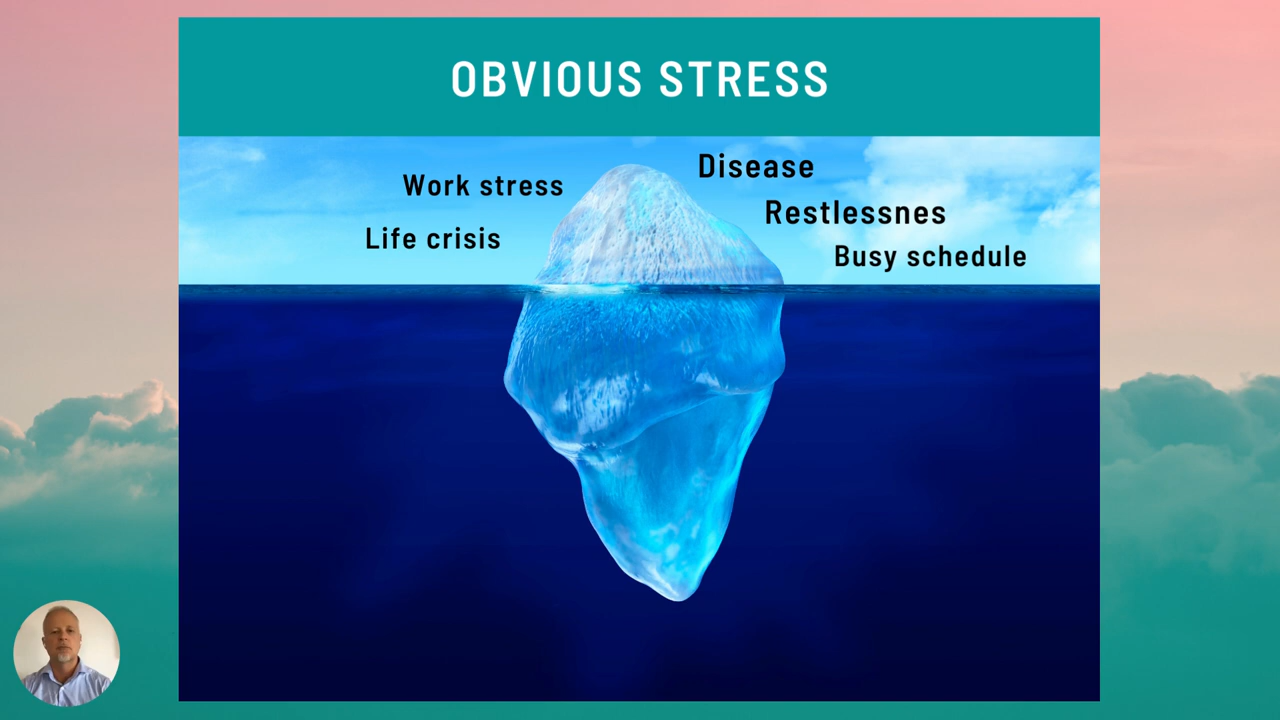 OBVIOUS STRESS
Work stress
Life crisis
Disease
Restlessnes
Busy schedule